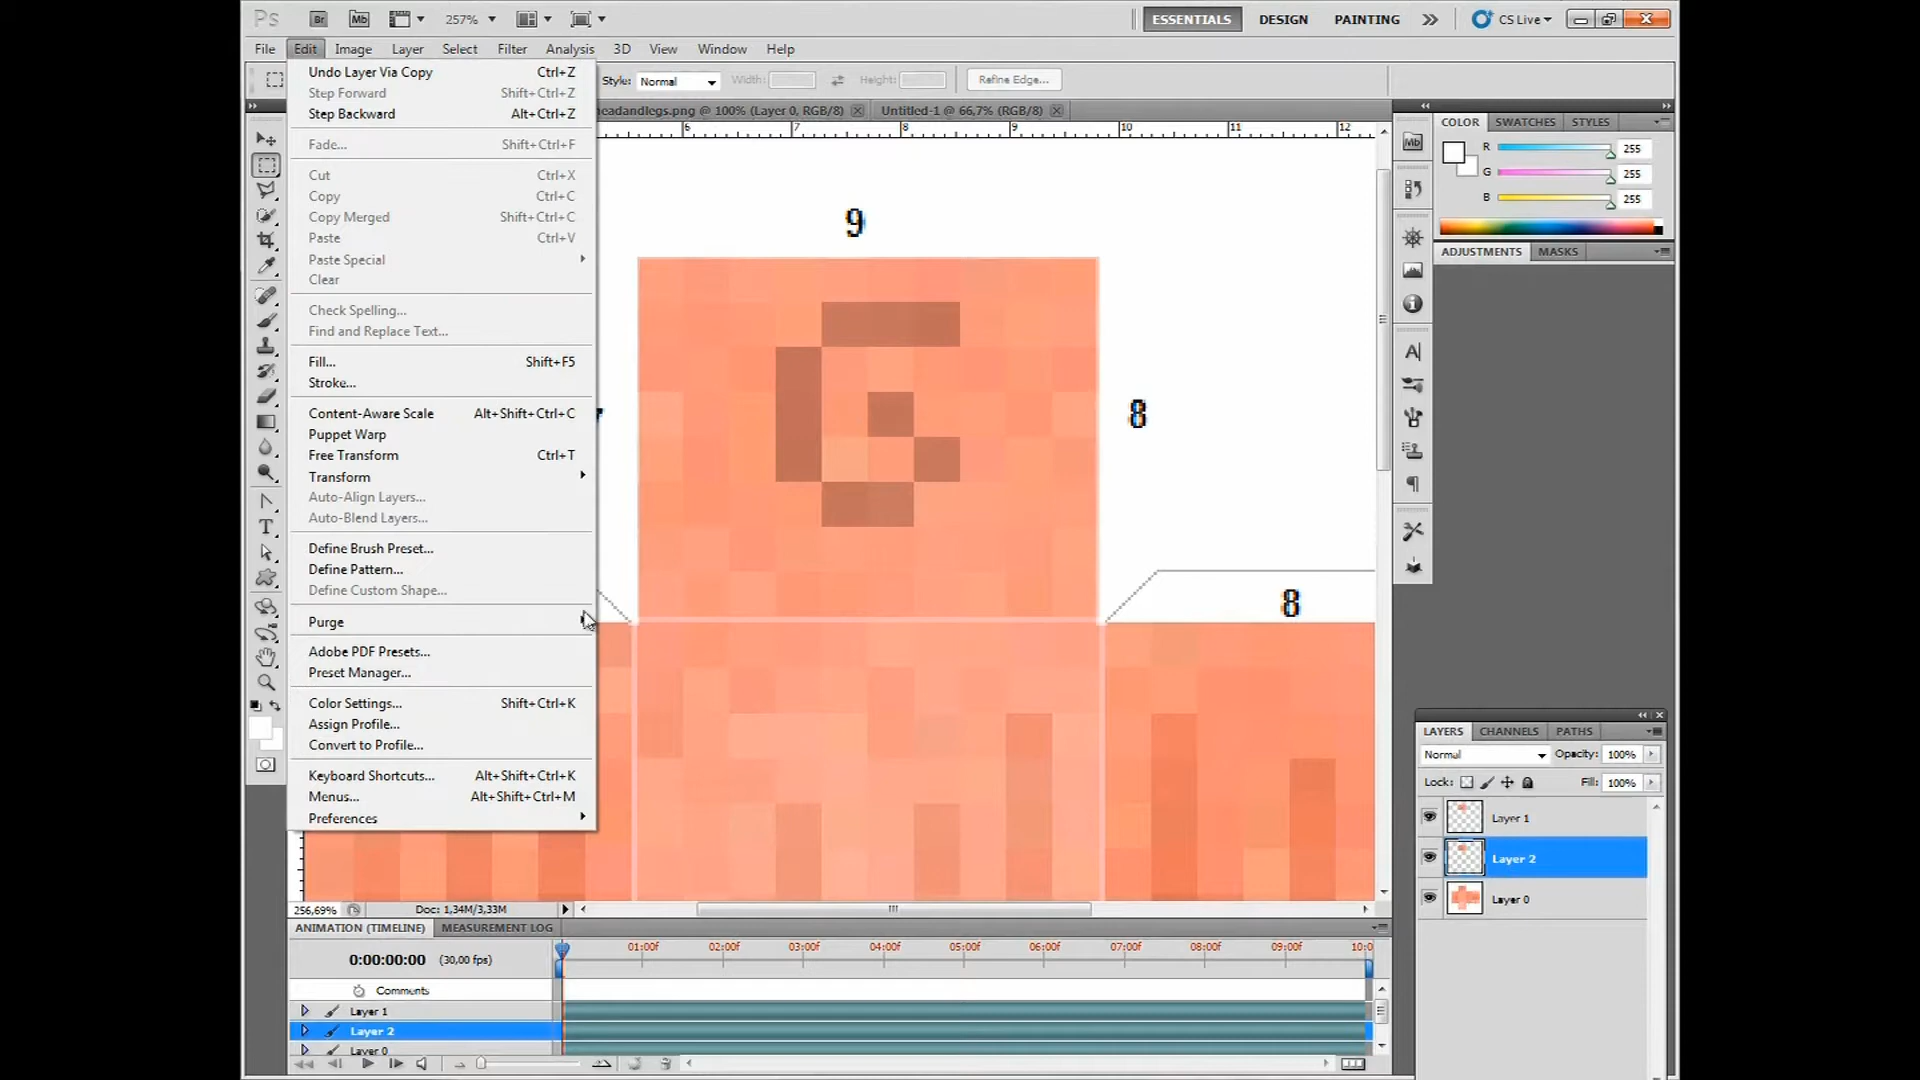 Ps Br Mb 257% ESSENTIALS DESIGN PAINTING CS Live
File Edit Image Layer Select Filter Analysis 3D View Window Help
Style: Normal Width: Height: Refine Edge...
headandlegs.png @ 100% (Layer 0, RGB/8) Untitled-1 @ 66,7% (RGB/8)
6 7 8 9 10 11 12
Undo Layer Via Copy Ctrl+Z
Step Forward Shift+Ctrl+Z
Step Backward Alt+Ctrl+Z
Fade... Shift+Ctrl+F
Cut Ctrl+X
Copy Ctrl+C
Copy Merged Shift+Ctrl+C
Paste Ctrl+V
Paste Special
Clear
Check Spelling...
Find and Replace Text...
Fill... Shift+F5
Stroke...
Content-Aware Scale Alt+Shift+Ctrl+C
Puppet Warp
Free Transform Ctrl+T
Transform
Auto-Align Layers...
Auto-Blend Layers...
Define Brush Preset...
Define Pattern...
Define Custom Shape...
Purge
Adobe PDF Presets...
Preset Manager...
Color Settings... Shift+Ctrl+K
Assign Profile...
Convert to Profile...
Keyboard Shortcuts... Alt+Shift+Ctrl+K
Menus... Alt+Shift+Ctrl+M
Preferences
9
8
8
COLOR SWATCHES STYLES
R 255
G 255
B 255
ADJUSTMENTS MASKS
Mb
LAYERS CHANNELS PATHS
Normal Opacity: 100%
Lock: Fill: 100%
Layer 1
Layer 2
Layer 0
256,69% Doc: 1,34M/3,33M
ANIMATION (TIMELINE) MEASUREMENT LOG
01:00f 02:00f 03:00f 04:00f 05:00f 06:00f 07:00f 08:00f 09:00f 10:0
0:00:00:00 (30,00 fps)
Comments
Layer 1
Layer 2
Layer 0